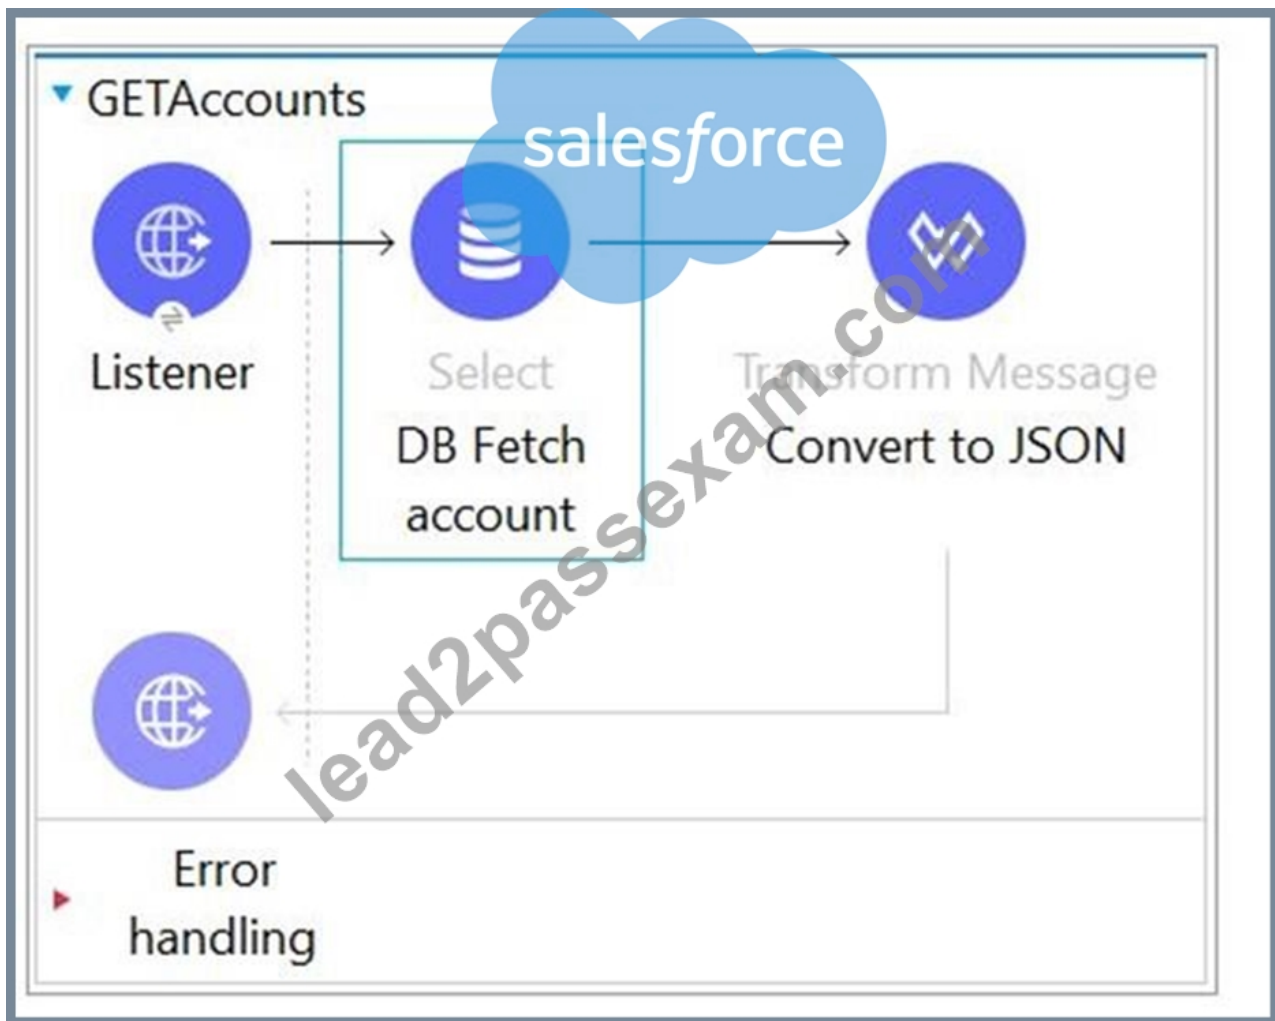 GETAccounts
salesforce
Listener
Select
DB Fetch
account
Transform Message
Convert to JSON
lead2passexam.com
Error
handling